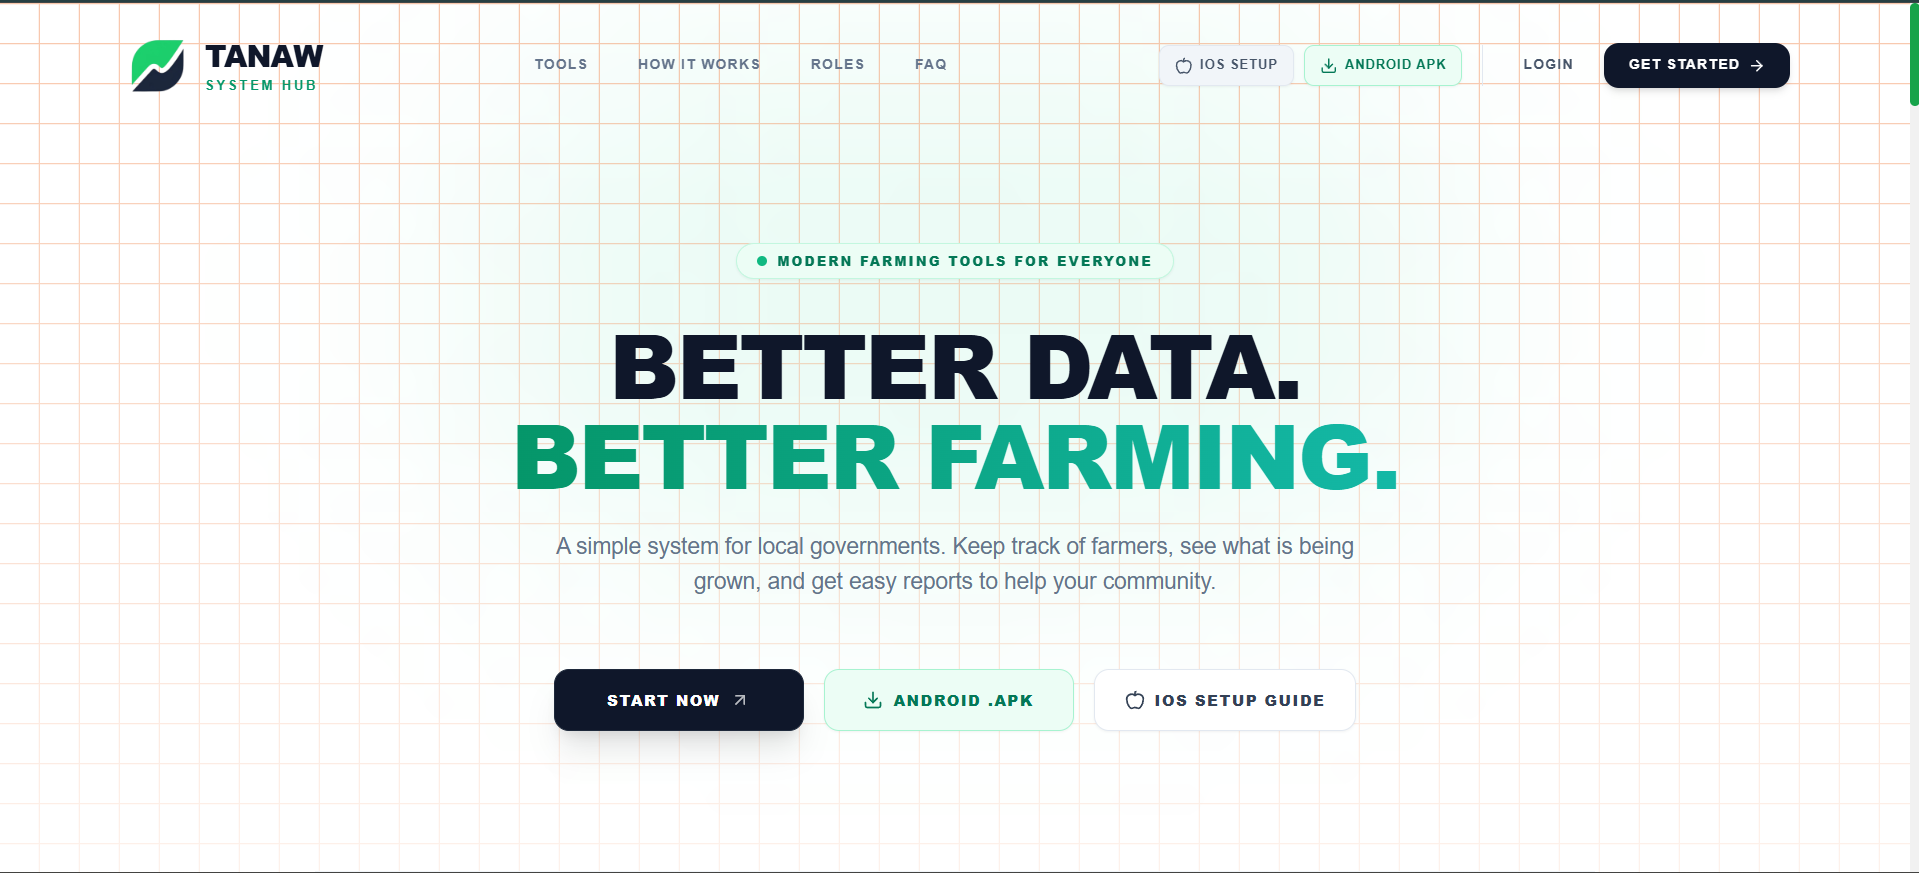 TANAW
SYSTEM HUB
TOOLS
HOW IT WORKS
ROLES
FAQ
IOS SETUP
ANDROID APK
LOGIN
GET STARTED
MODERN FARMING TOOLS FOR EVERYONE
BETTER DATA.
BETTER FARMING.
A simple system for local governments. Keep track of farmers, see what is being
grown, and get easy reports to help your community.
START NOW
ANDROID .APK
IOS SETUP GUIDE